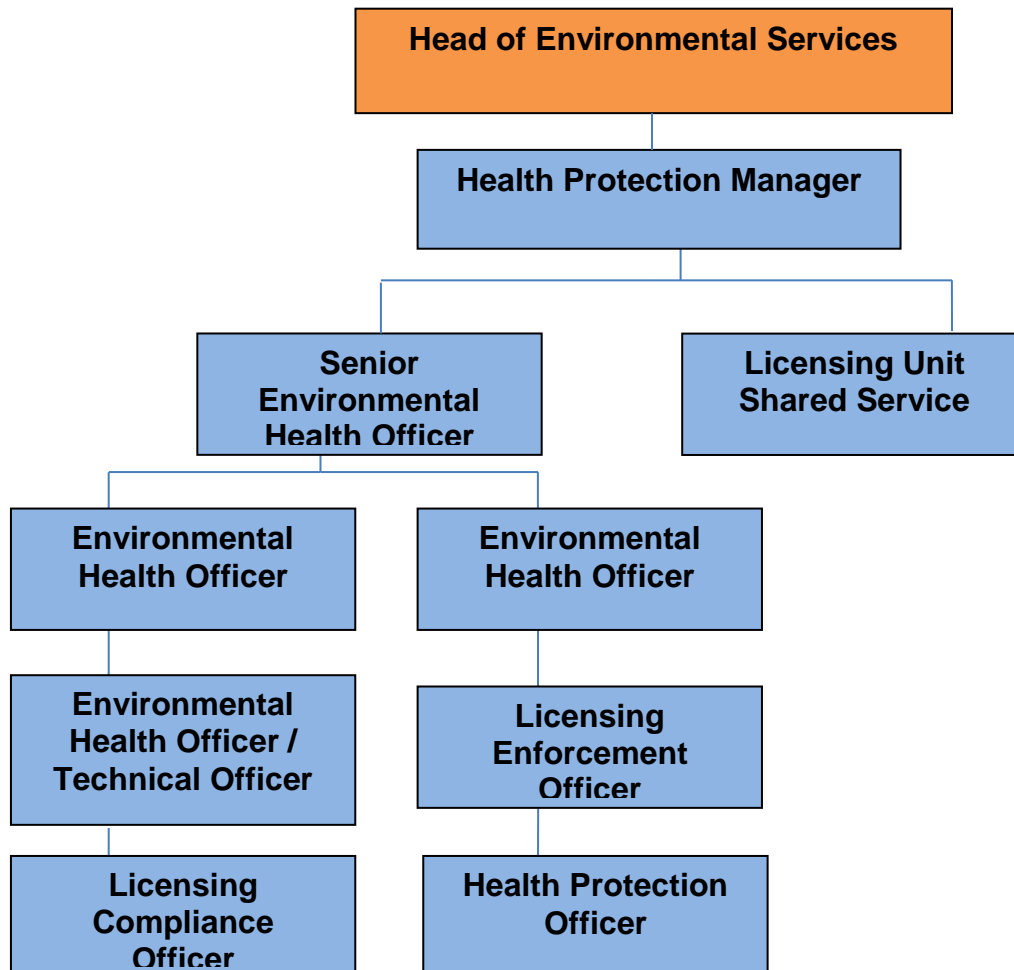 Head of Environmental Services
Health Protection Manager
Senior
Environmental
Health Officer
Licensing Unit
Shared Service
Environmental
Health Officer
Environmental
Health Officer
Environmental
Health Officer /
Technical Officer
Licensing
Enforcement
Officer
Licensing
Compliance
Officer
Health Protection
Officer